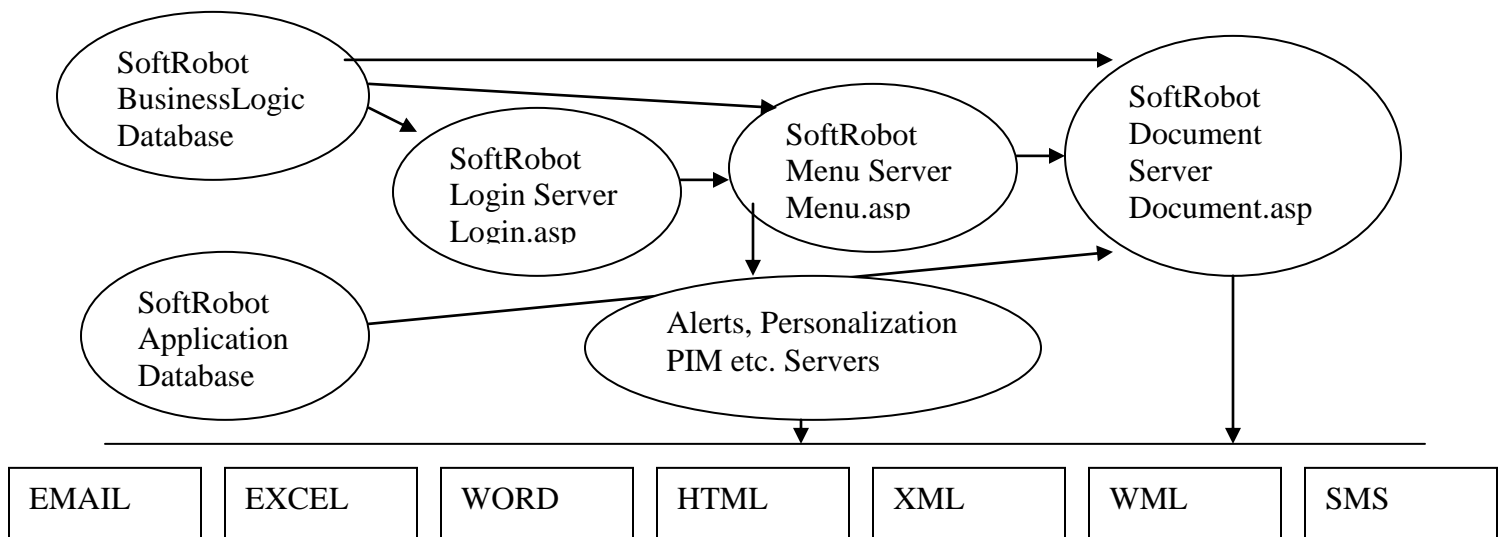 SoftRobot
BusinessLogic
Database
SoftRobot
Login Server
Login.asp
SoftRobot
Menu Server
Menu.asp
SoftRobot
Document
Server
Document.asp
SoftRobot
Application
Database
Alerts, Personalization
PIM etc. Servers
EMAIL
EXCEL
WORD
HTML
XML
WML
SMS